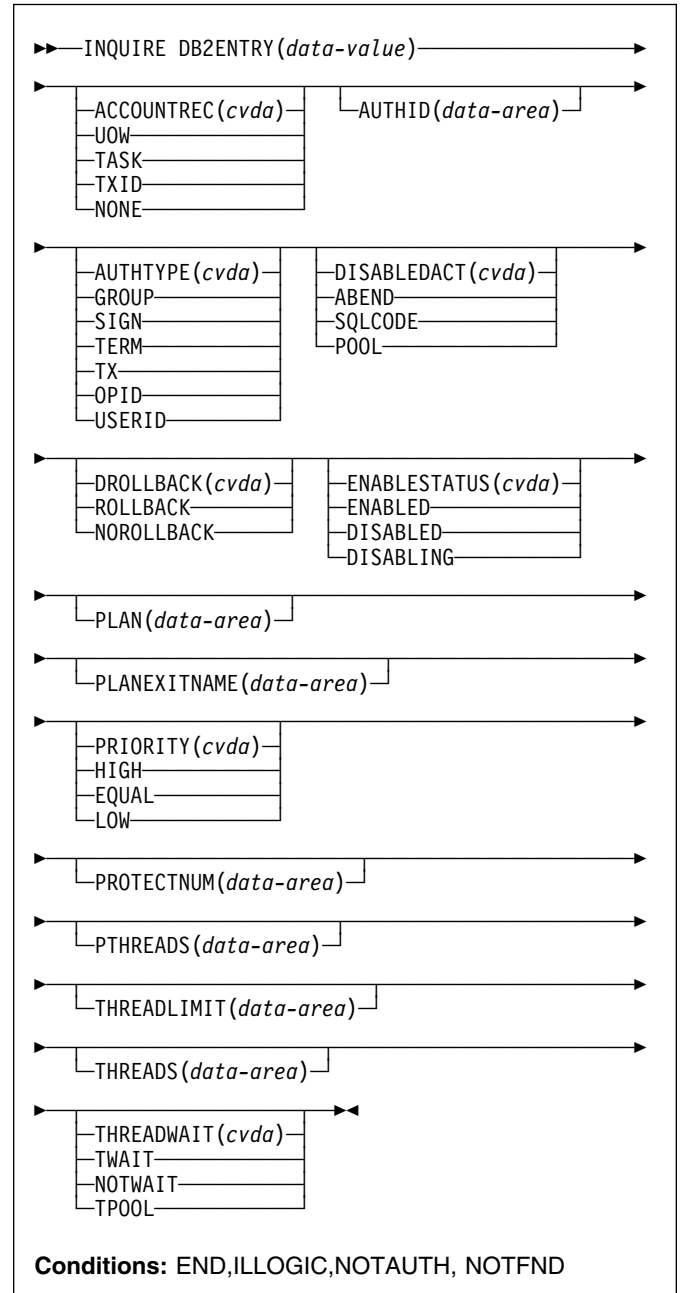 INQUIRE DB2ENTRY(data-value)
ACCOUNTREC(cvda) AUTHID(data-area)
UOW
TASK
TXID
NONE
AUTHTYPE(cvda) DISABLEDACT(cvda)
GROUP ABEND
SIGN SQLCODE
TERM POOL
TX
OPID
USERID
DROLLBACK(cvda) ENABLESTATUS(cvda)
ROLLBACK ENABLED
NOROLLBACK DISABLED
DISABLING
PLAN(data-area)
PLANEXITNAME(data-area)
PRIORITY(cvda)
HIGH
EQUAL
LOW
PROTECTNUM(data-area)
PTHREADS(data-area)
THREADLIMIT(data-area)
THREADS(data-area)
THREADWAIT(cvda)
TWAIT
NOTWAIT
TPOOL
Conditions: END,ILLOGIC,NOTAUTH, NOTFND